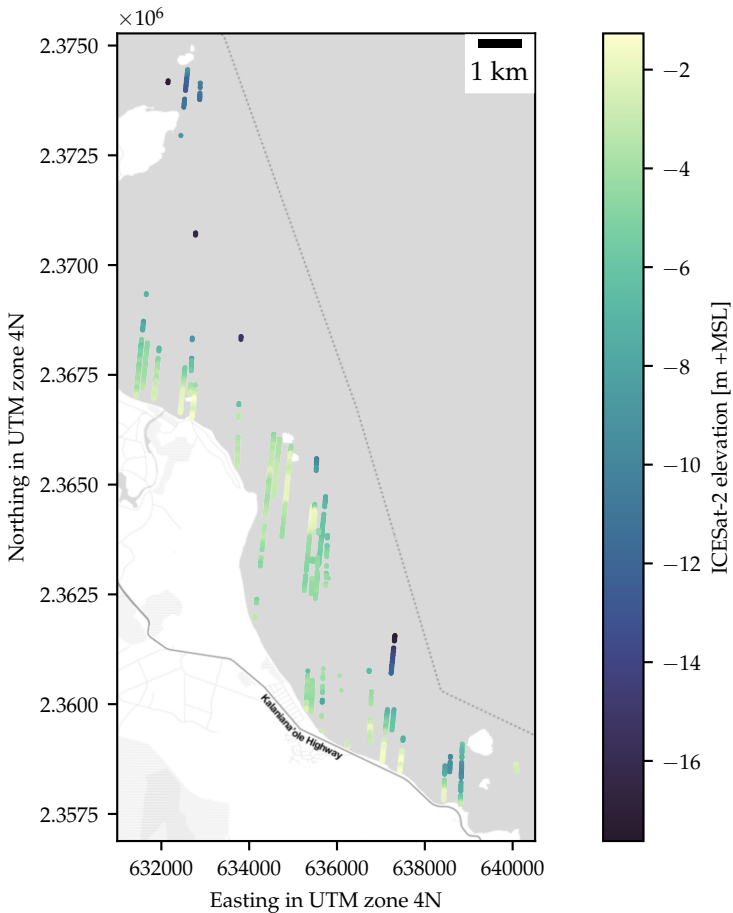 ×10⁶
2.3750
2.3725
2.3700
2.3675
2.3650
2.3625
2.3600
2.3575
Northing in UTM zone 4N
1 km
Kalaniana'ole Highway
632000 634000 636000 638000 640000
Easting in UTM zone 4N
−2
−4
−6
−8
−10
−12
−14
−16
ICESat-2 elevation [m +MSL]